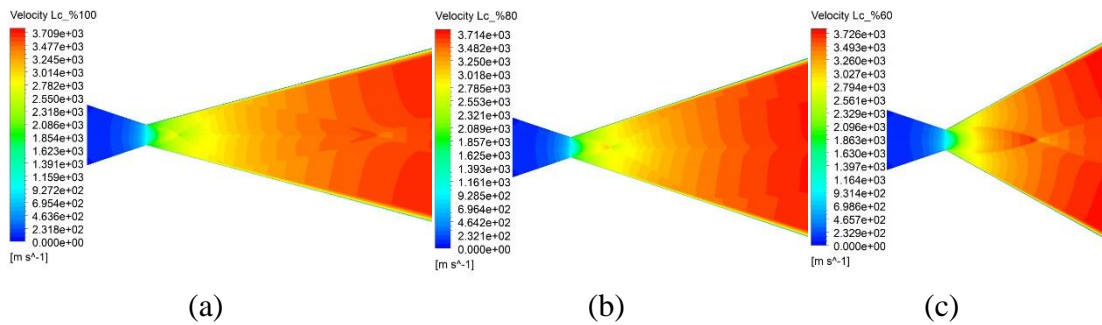 Velocity Lc_%100
3.709e+03
3.477e+03
3.245e+03
3.014e+03
2.782e+03
2.550e+03
2.318e+03
2.086e+03
1.854e+03
1.623e+03
1.391e+03
1.159e+03
9.272e+02
6.954e+02
4.636e+02
2.318e+02
0.000e+00
[m s^-1]
(a)
Velocity Lc_%80
3.714e+03
3.482e+03
3.250e+03
3.018e+03
2.785e+03
2.553e+03
2.321e+03
2.089e+03
1.857e+03
1.625e+03
1.393e+03
1.161e+03
9.285e+02
6.964e+02
4.642e+02
2.321e+02
0.000e+00
[m s^-1]
(b)
Velocity Lc_%60
3.726e+03
3.493e+03
3.260e+03
3.027e+03
2.794e+03
2.561e+03
2.329e+03
2.096e+03
1.863e+03
1.630e+03
1.397e+03
1.164e+03
9.314e+02
6.986e+02
4.657e+02
2.329e+02
0.000e+00
[m s^-1]
(c)